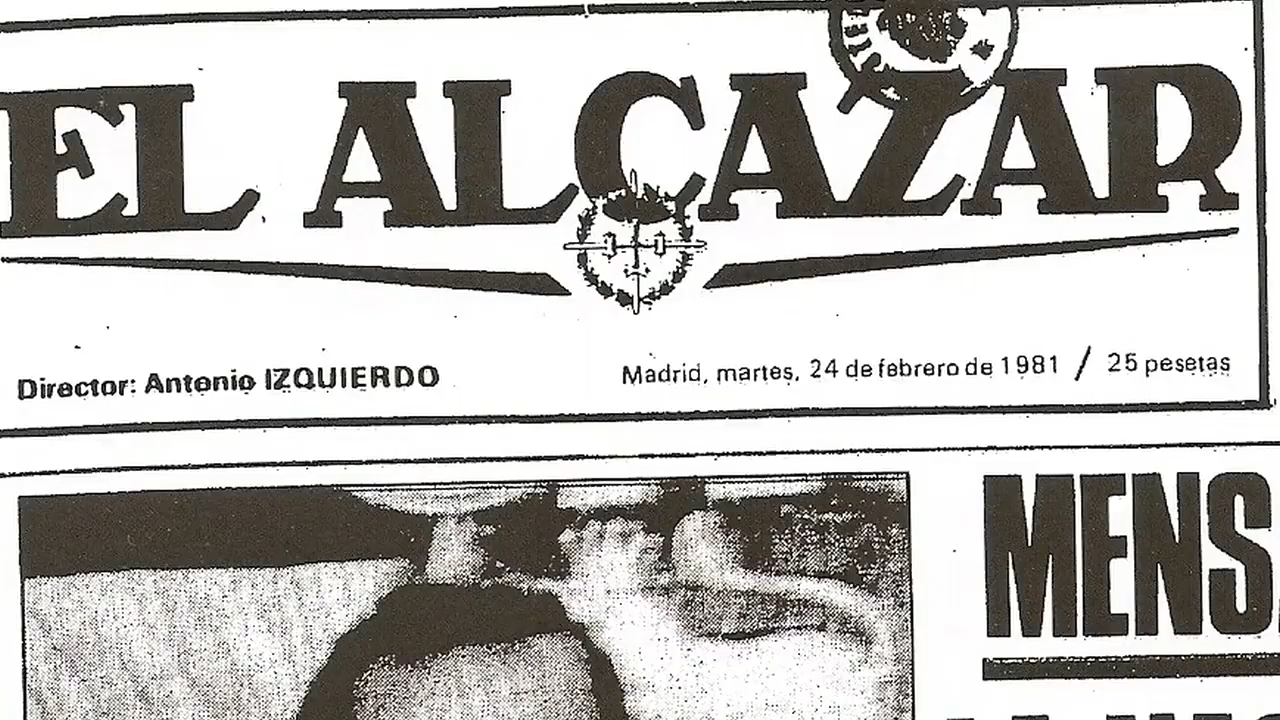 EL ALCAZAR
Director: Antonio IZQUIERDO
Madrid, martes, 24 de febrero de 1981 / 25 pesetas
MENS